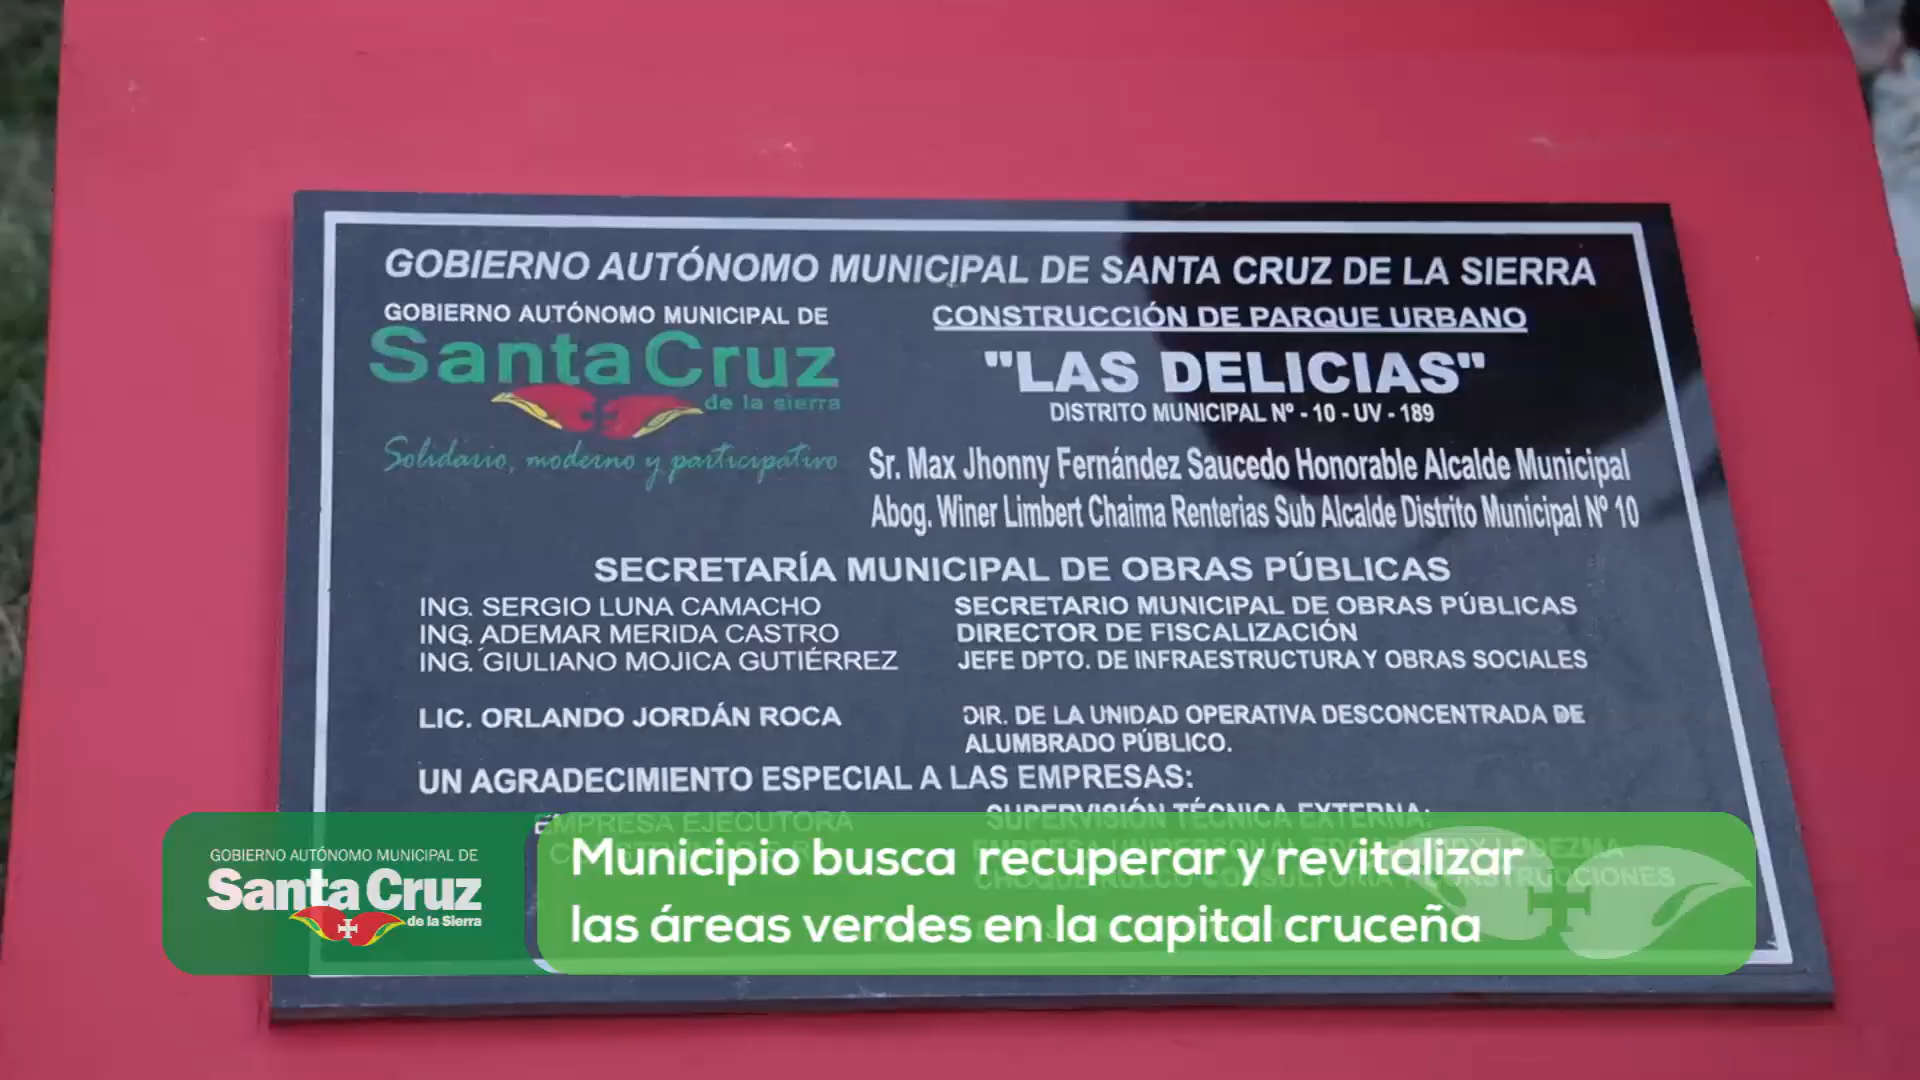 GOBIERNO AUTÓNOMO MUNICIPAL DE SANTA CRUZ DE LA SIERRA
GOBIERNO AUTÓNOMO MUNICIPAL DE
Santa Cruz
de la sierra
Solidario, moderno y participativo
CONSTRUCCIÓN DE PARQUE URBANO
"LAS DELICIAS"
DISTRITO MUNICIPAL Nº - 10 - UV - 189
Sr. Max Jhonny Fernández Saucedo Honorable Alcalde Municipal
Abog. Winer Limbert Chaima Renterias Sub Alcalde Distrito Municipal Nº 10
SECRETARÍA MUNICIPAL DE OBRAS PÚBLICAS
ING. SERGIO LUNA CAMACHO SECRETARIO MUNICIPAL DE OBRAS PÚBLICAS
ING. ADEMAR MERIDA CASTRO DIRECTOR DE FISCALIZACIÓN
ING. GIULIANO MOJICA GUTIÉRREZ JEFE DPTO. DE INFRAESTRUCTURA Y OBRAS SOCIALES
LIC. ORLANDO JORDÁN ROCA DIR. DE LA UNIDAD OPERATIVA DESCONCENTRADA DE
ALUMBRADO PÚBLICO.
UN AGRADECIMIENTO ESPECIAL A LAS EMPRESAS:
EMPRESA EJECUTORA SUPERVISIÓN TÉCNICA EXTERNA:
GOBIERNO AUTÓNOMO MUNICIPAL DE
Santa Cruz
de la Sierra
Municipio busca recuperar y revitalizar
las áreas verdes en la capital cruceña